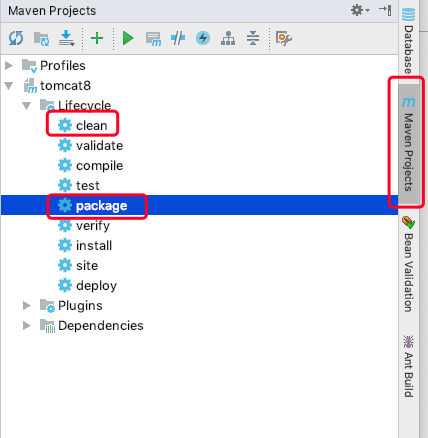 Maven Projects
Profiles
tomcat8
Lifecycle
clean
validate
compile
test
package
verify
install
site
deploy
Plugins
Dependencies
Database
m Maven Projects
Bean Validation
Ant Build